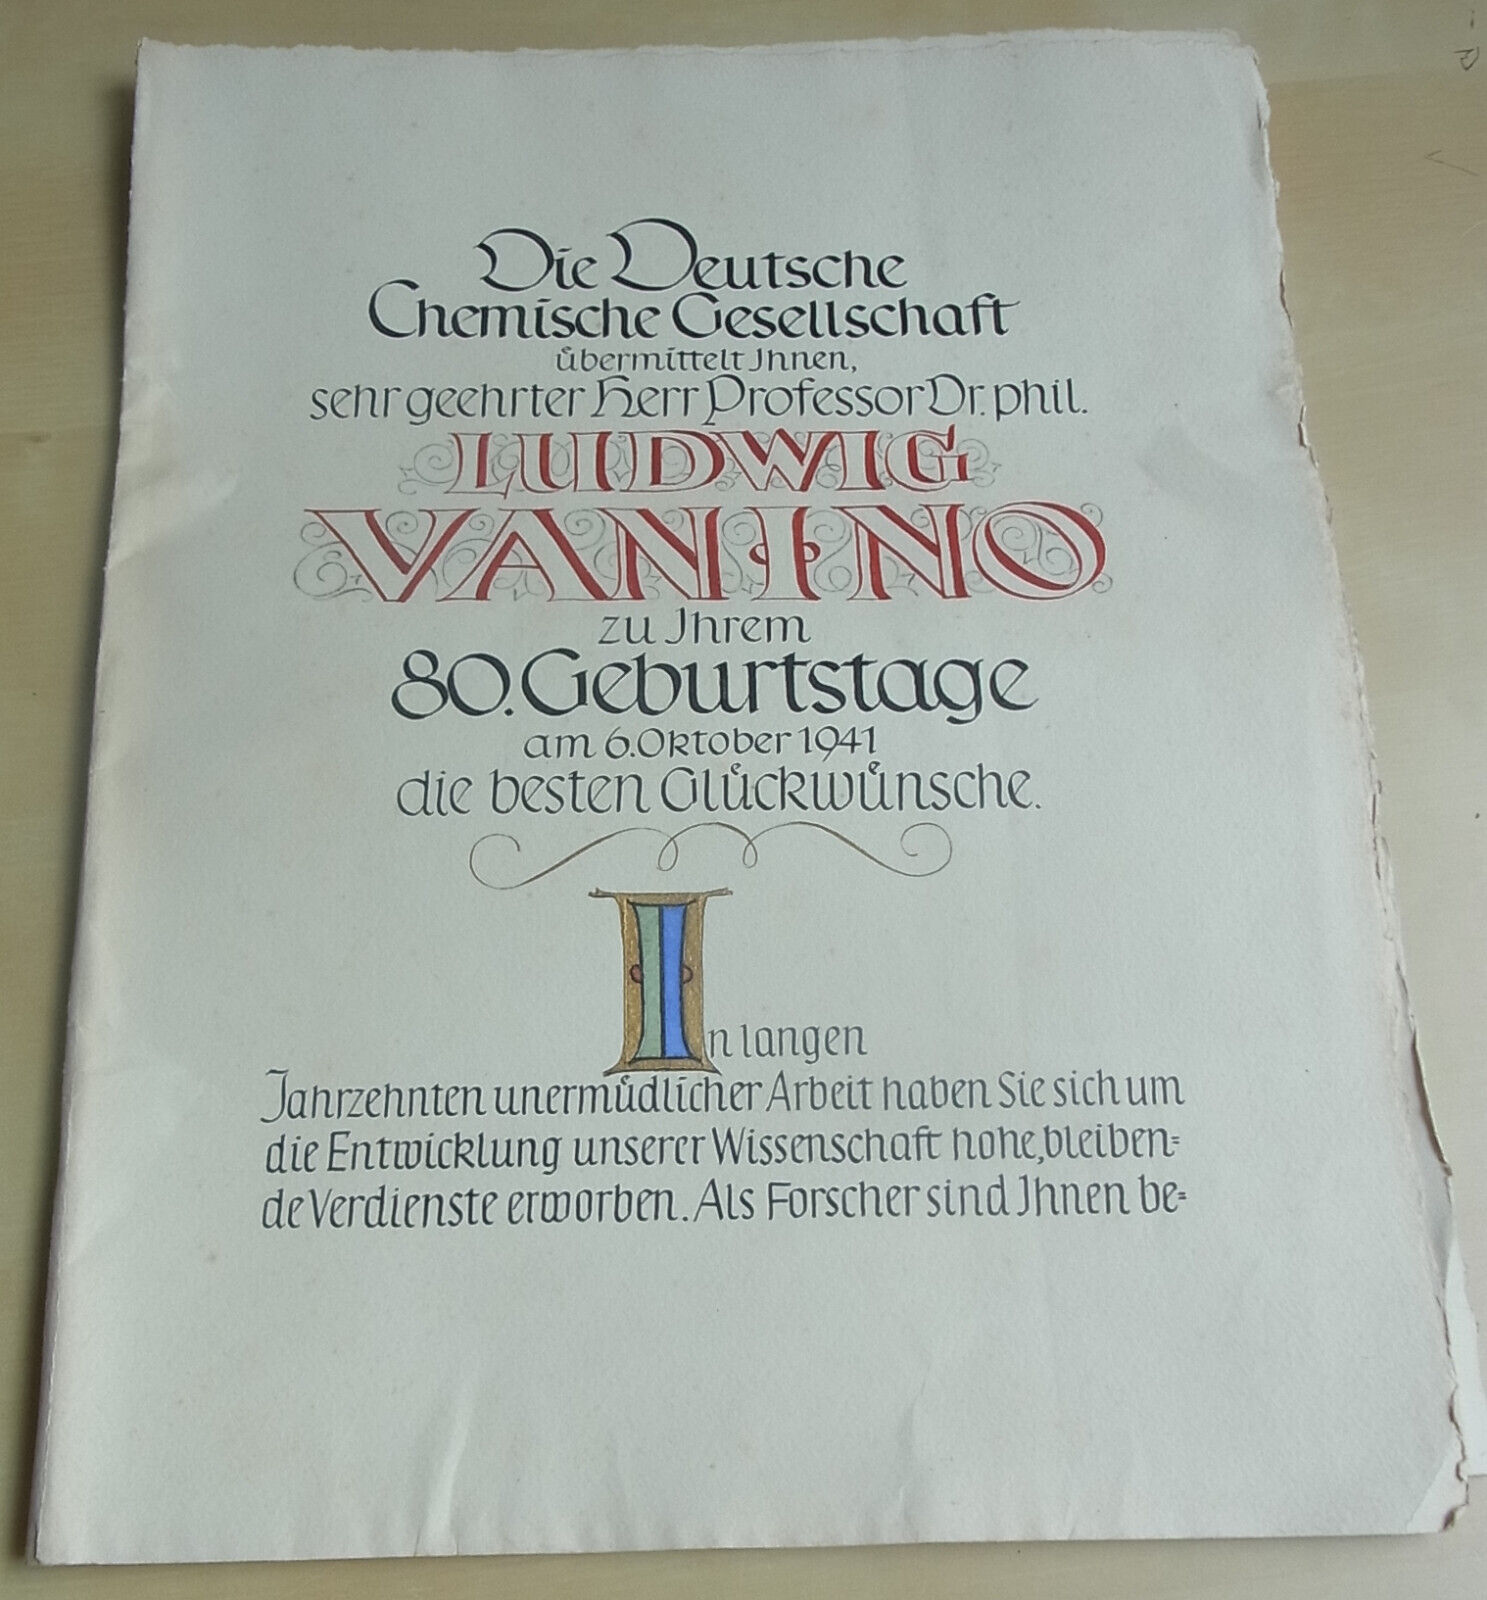 Die Deutsche
Chemische Gesellschaft
übermittelt Jhnen,
sehr geehrter Herr Professor Dr. phil.
LUDWIG
VANINO
zu Jhrem
80. Geburtstage
am 6. Oktober 1941
die besten Glückwünsche.
In langen
Jahrzehnten unermüdlicher Arbeit haben Sie sich um
die Entwicklung unserer Wissenschaft hohe, bleiben=
de Verdienste erworben. Als Forscher sind Jhnen be=